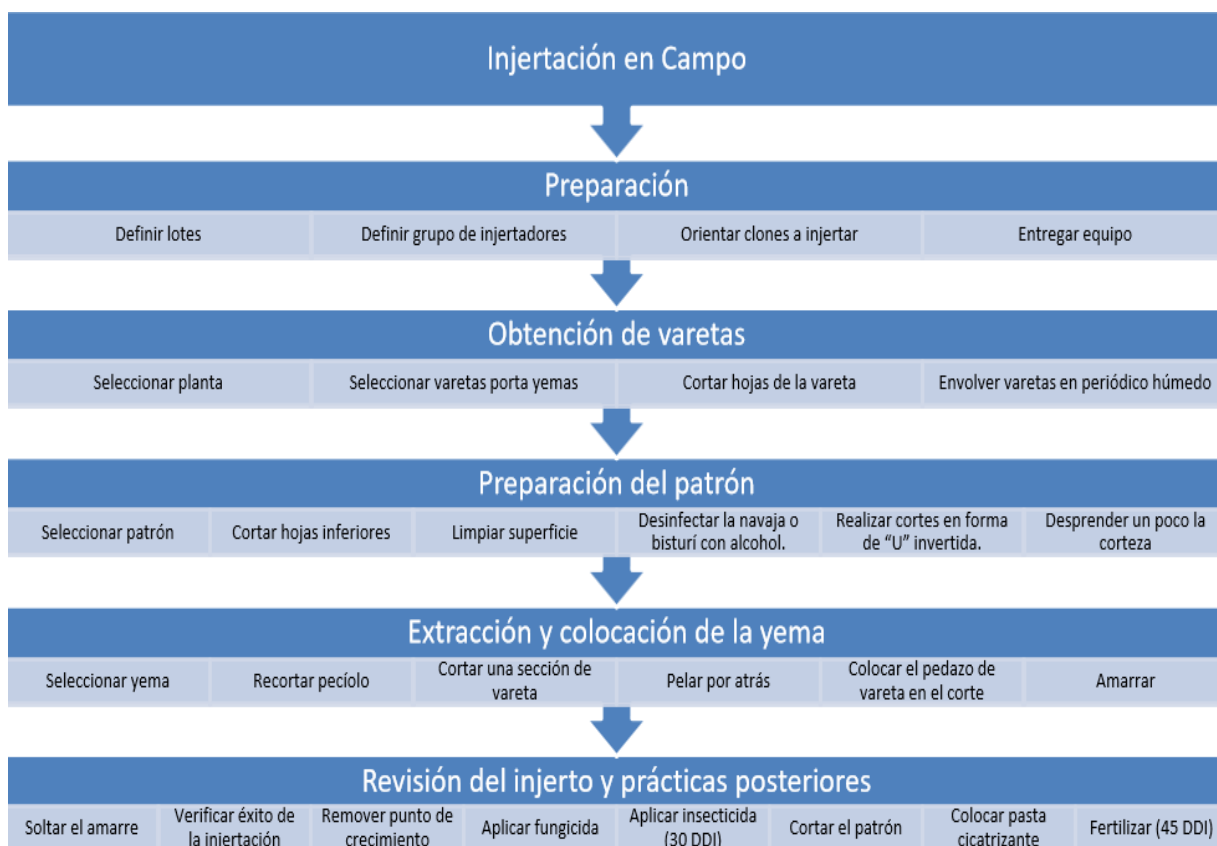 Injertación en Campo
Preparación
Definir lotes
Definir grupo de injertadores
Orientar clones a injertar
Entregar equipo
Obtención de varetas
Seleccionar planta
Seleccionar varetas porta yemas
Cortar hojas de la vareta
Envolver varetas en periódico húmedo
Preparación del patrón
Seleccionar patrón
Cortar hojas inferiores
Limpiar superficie
Desinfectar la navaja o
bisturí con alcohol.
Realizar cortes en forma
de “U” invertida.
Desprender un poco la
corteza
Extracción y colocación de la yema
Seleccionar yema
Recortar pecíolo
Cortar una sección de
vareta
Pelar por atrás
Colocar el pedazo de
vareta en el corte
Amarrar
Revisión del injerto y prácticas posteriores
Soltar el amarre
Verificar éxito de
la injertación
Remover punto de
crecimiento
Aplicar fungicida
Aplicar insecticida
(30 DDI)
Cortar el patrón
Colocar pasta
cicatrizante
Fertilizar (45 DDI)